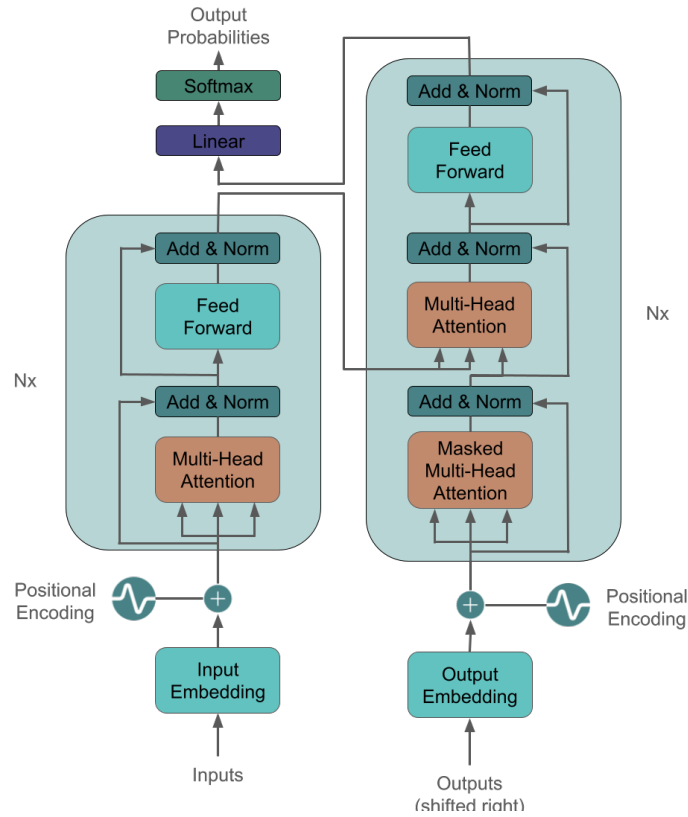 Output
Probabilities
Softmax
Linear
Add & Norm
Feed
Forward
Nx
Add & Norm
Multi-Head
Attention
Positional
Encoding
+
Input
Embedding
Inputs
Add & Norm
Feed
Forward
Add & Norm
Multi-Head
Attention
Nx
Add & Norm
Masked
Multi-Head
Attention
+
Positional
Encoding
Output
Embedding
Outputs
(shifted right)